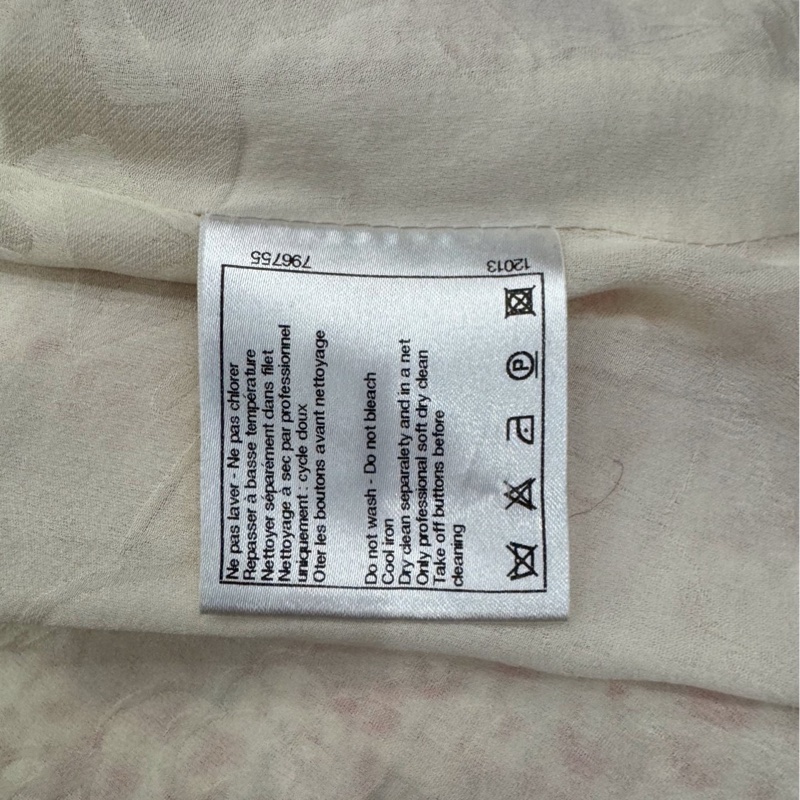 Ne pas laver - Ne pas chlorer
Repasser à basse température
Nettoyer séparément dans filet
Nettoyage à sec par professionnel
uniquement : cycle doux
Oter les boutons avant nettoyage
Do not wash - Do not bleach
Cool iron
Dry clean separalety and in a net
Only professional soft dry clean
Take off buttons before
cleaning
P
796755
12013